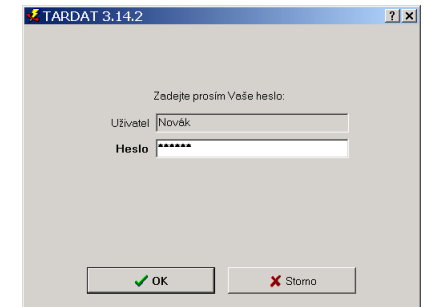 TARDAT 3.14.2
Zadejte prosím Vaše heslo:
Uživatel Novák
Heslo ******
OK Storno